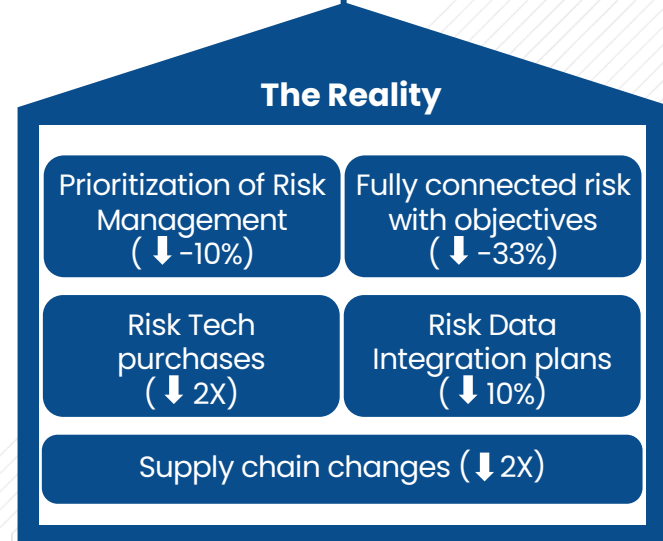 The Reality
Prioritization of Risk
Management
(⬇ -10%)
Fully connected risk
with objectives
(⬇ -33%)
Risk Tech
purchases
(⬇ 2X)
Risk Data
Integration plans
(⬇ 10%)
Supply chain changes (⬇ 2X)